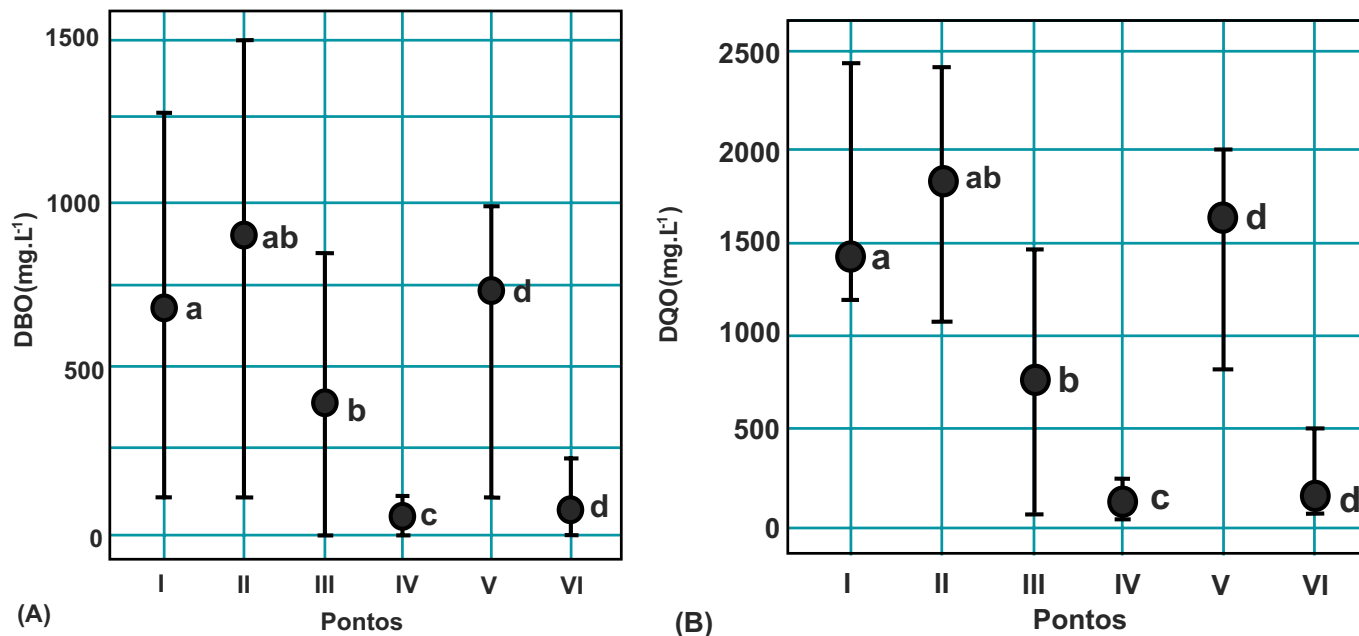 DBO(mg.L⁻¹)
1500
1000
500
0
a
ab
b
c
d
d
I II III IV V VI
Pontos
(A)
DQO(mg.L⁻¹)
2500
2000
1500
1000
500
0
a
ab
b
c
d
d
I II III IV V VI
Pontos
(B)